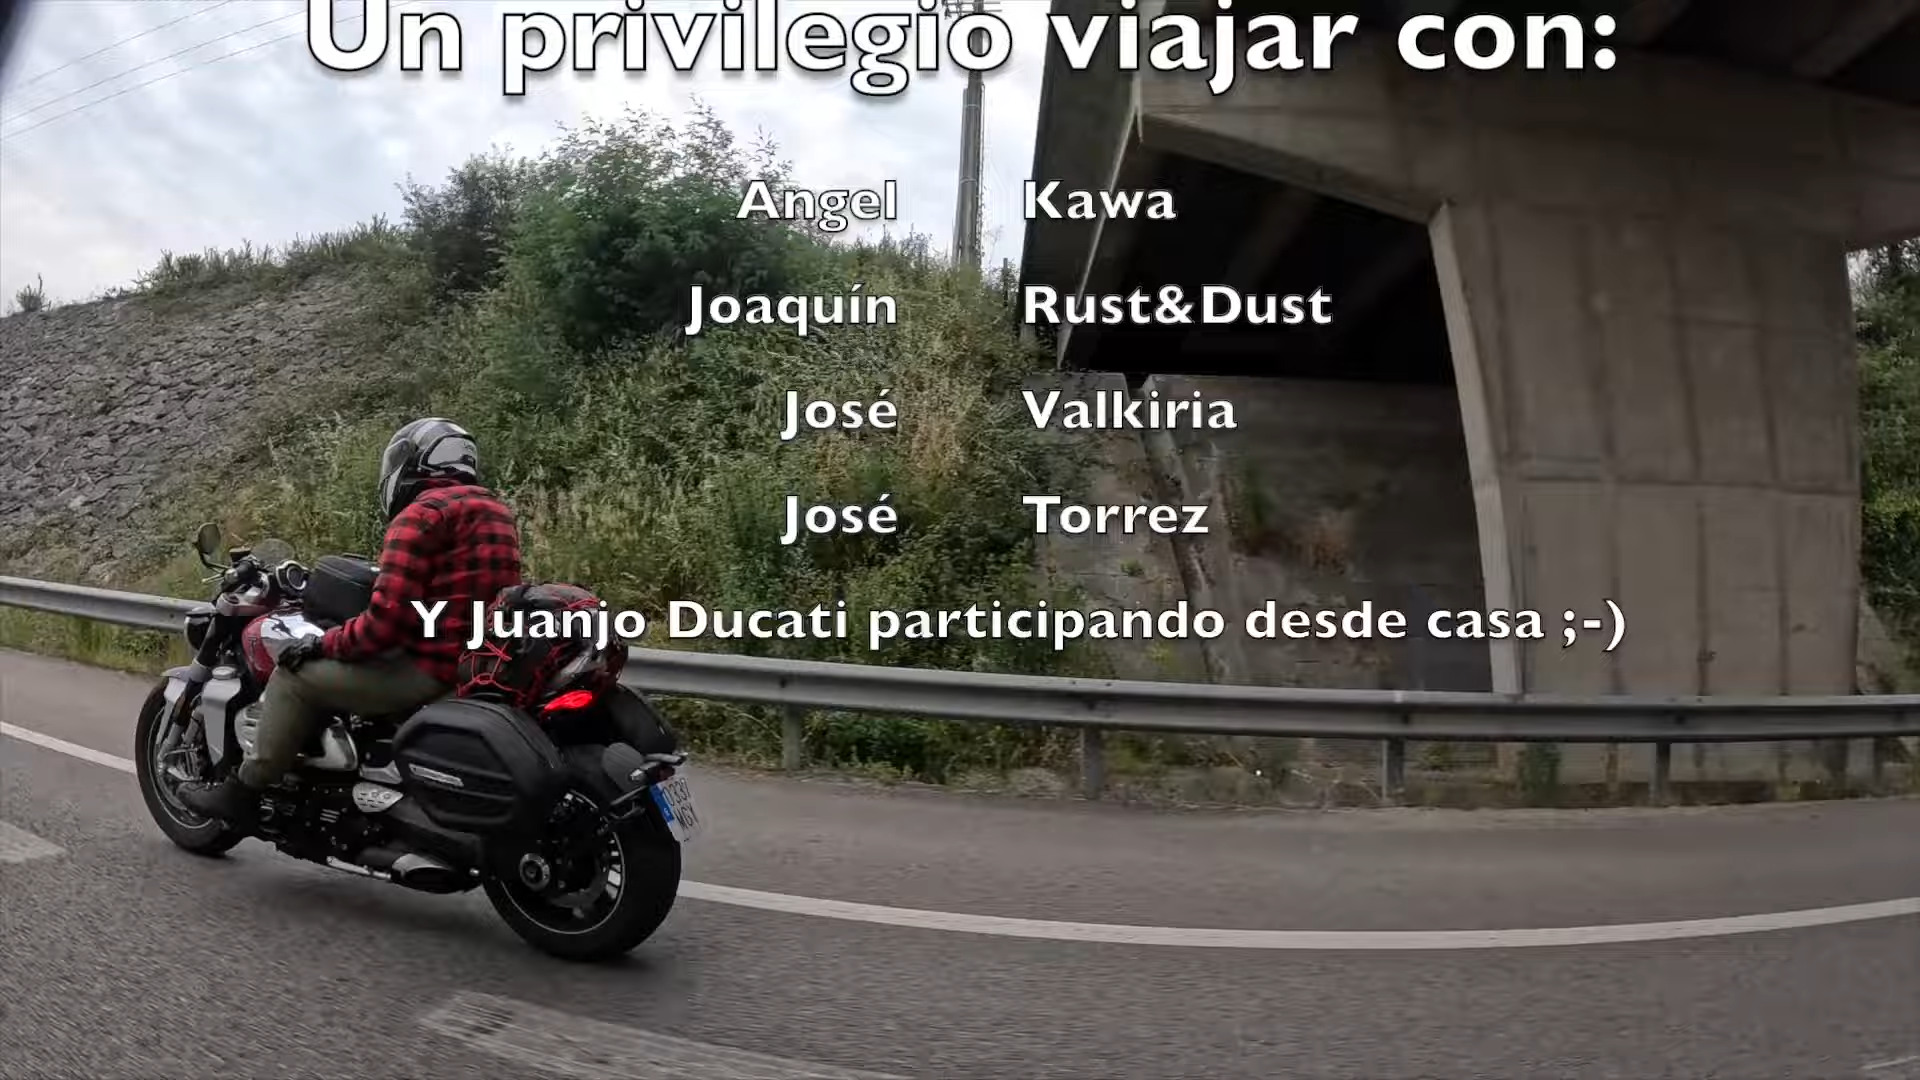 Un privilegio viajar con:
Angel Kawa
Joaquín Rust&Dust
José Valkiria
José Torrez
Y Juanjo Ducati participando desde casa ;-)